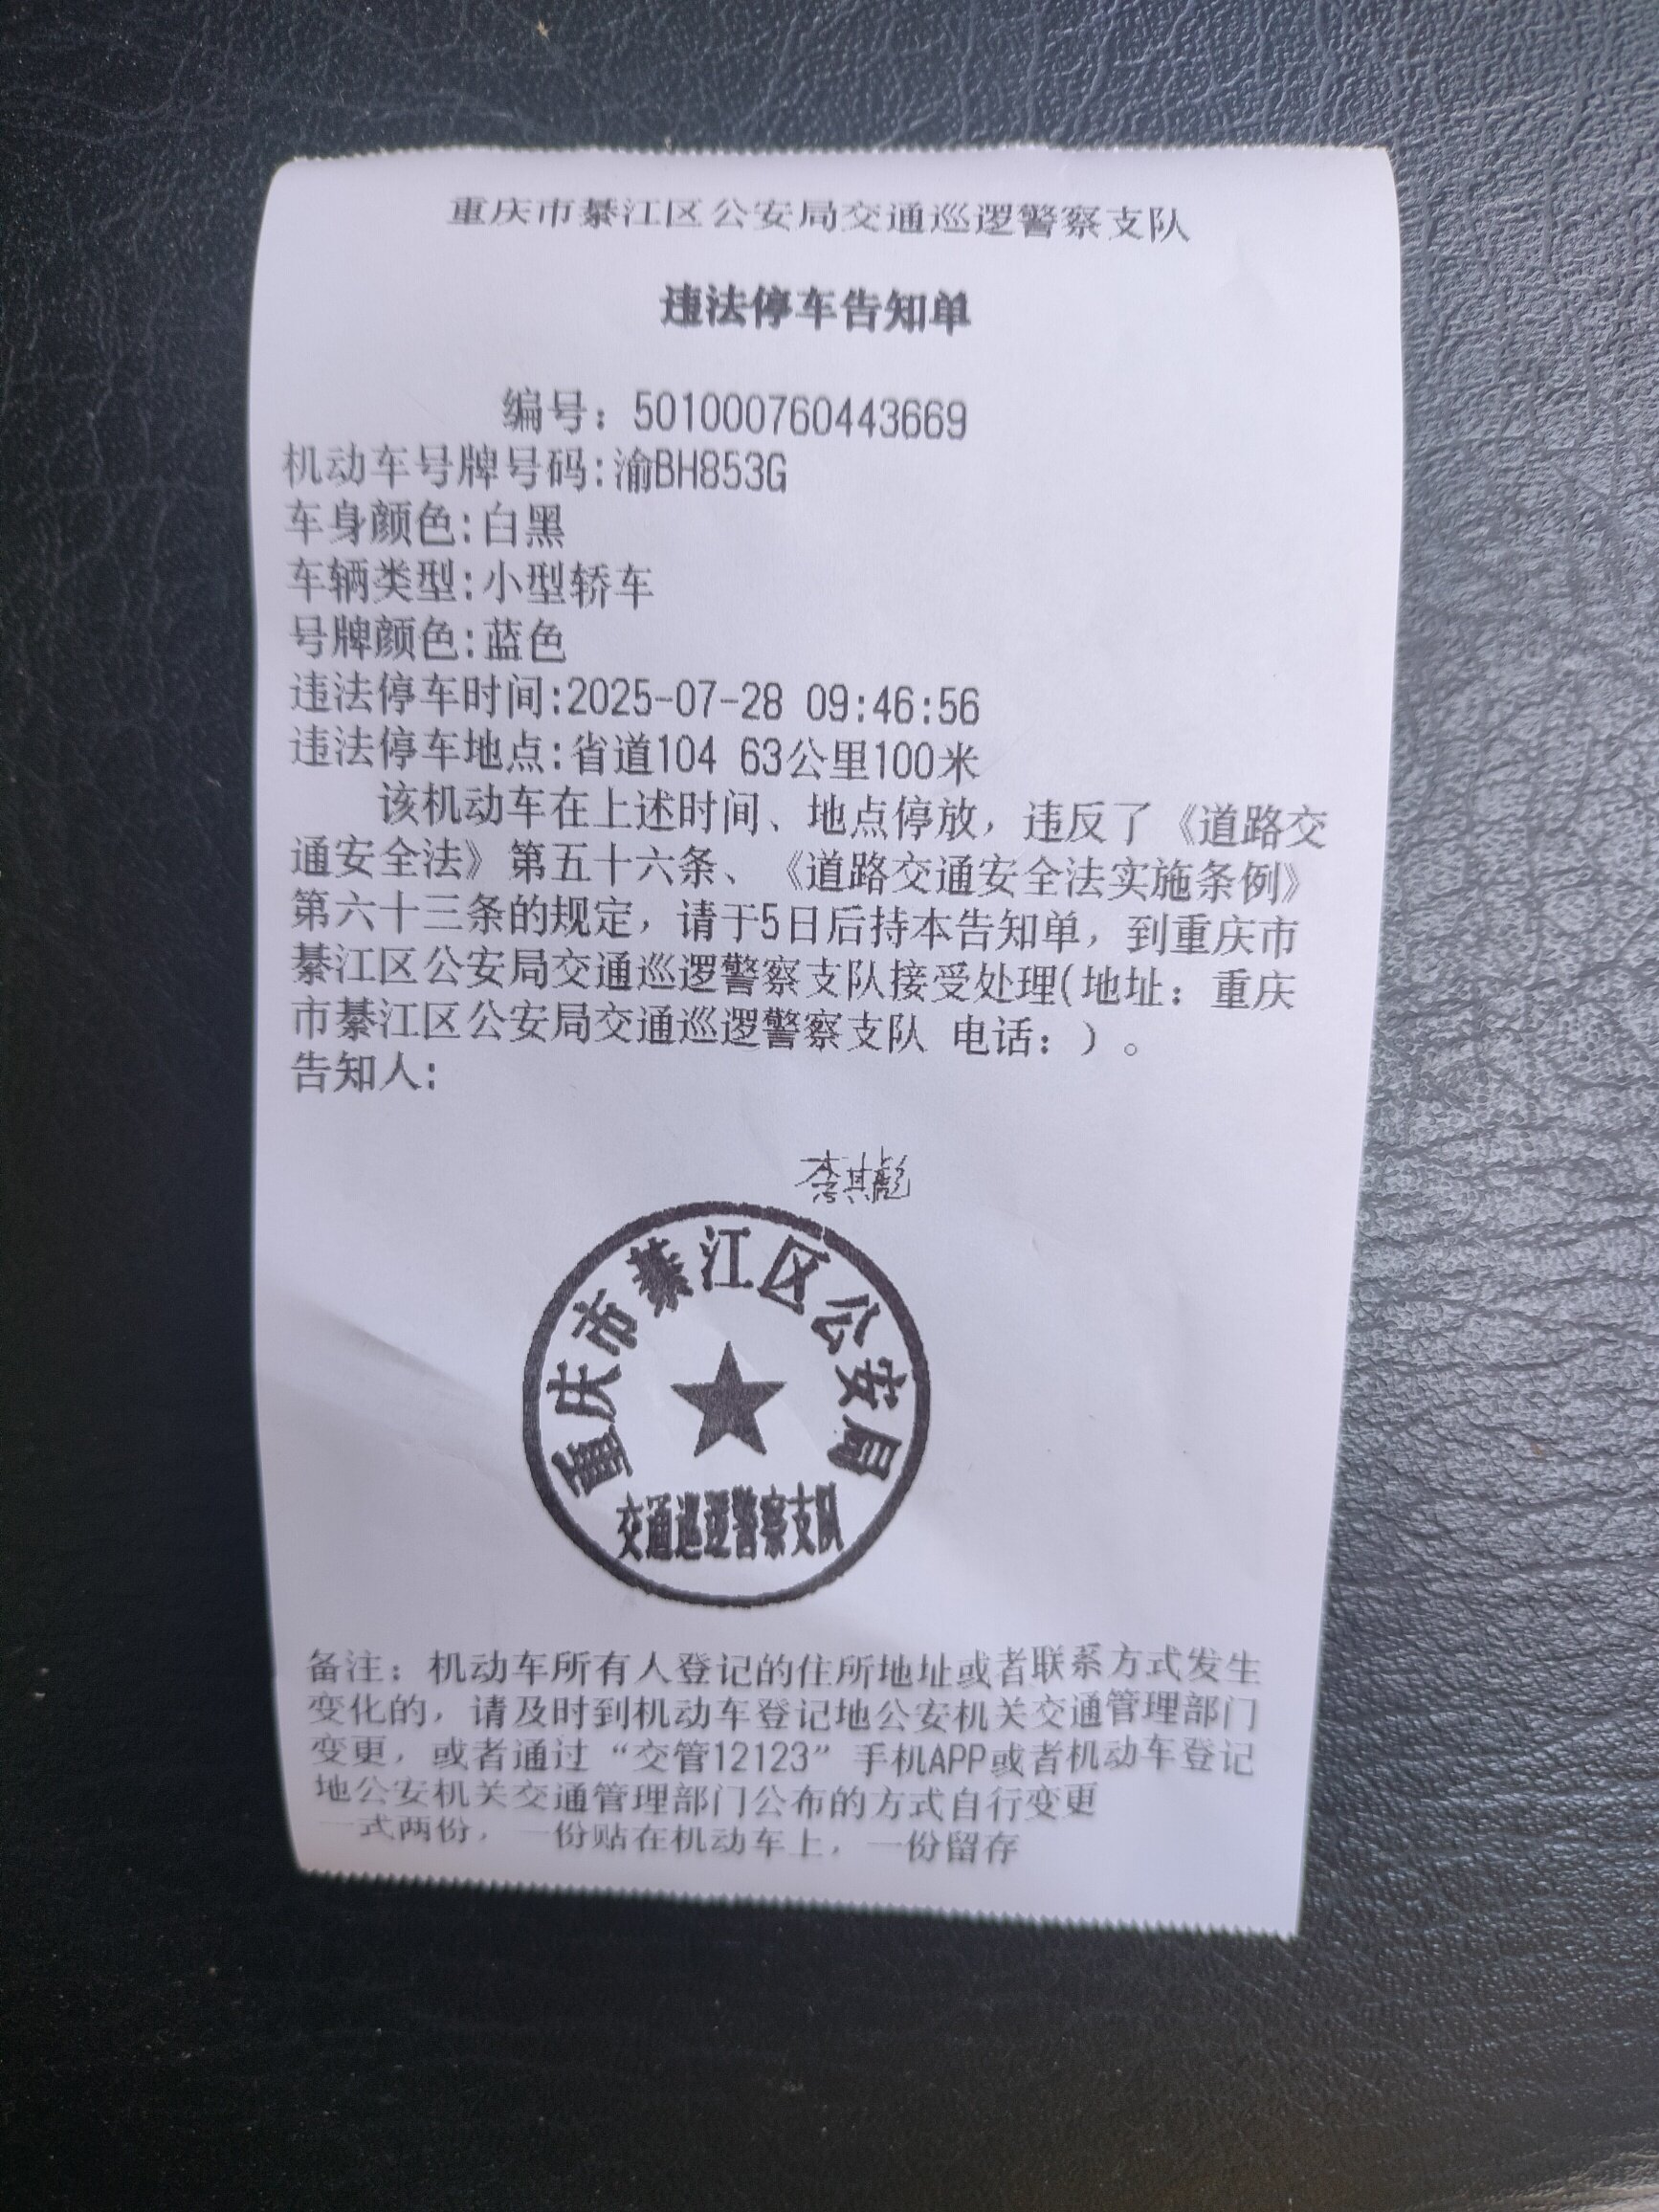 重庆市綦江区公安局交通巡逻警察支队
违法停车告知单
编号：501000760443669
机动车号牌号码:渝BH853G
车身颜色:白黑
车辆类型:小型轿车
号牌颜色:蓝色
违法停车时间:2025-07-28 09:46:56
违法停车地点:省道104 63公里100米
该机动车在上述时间、地点停放，违反了《道路交
通安全法》第五十六条、《道路交通安全法实施条例》
第六十三条的规定，请于5日后持本告知单，到重庆市
綦江区公安局交通巡逻警察支队接受处理(地址：重庆
市綦江区公安局交通巡逻警察支队 电话：）。
告知人:
李其彪
重庆市綦江区公安局
交通巡逻警察支队
备注：机动车所有人登记的住所地址或者联系方式发生
变化的，请及时到机动车登记地公安机关交通管理部门
变更，或者通过“交管12123”手机APP或者机动车登记
地公安机关交通管理部门公布的方式自行变更
一式两份，一份贴在机动车上，一份留存